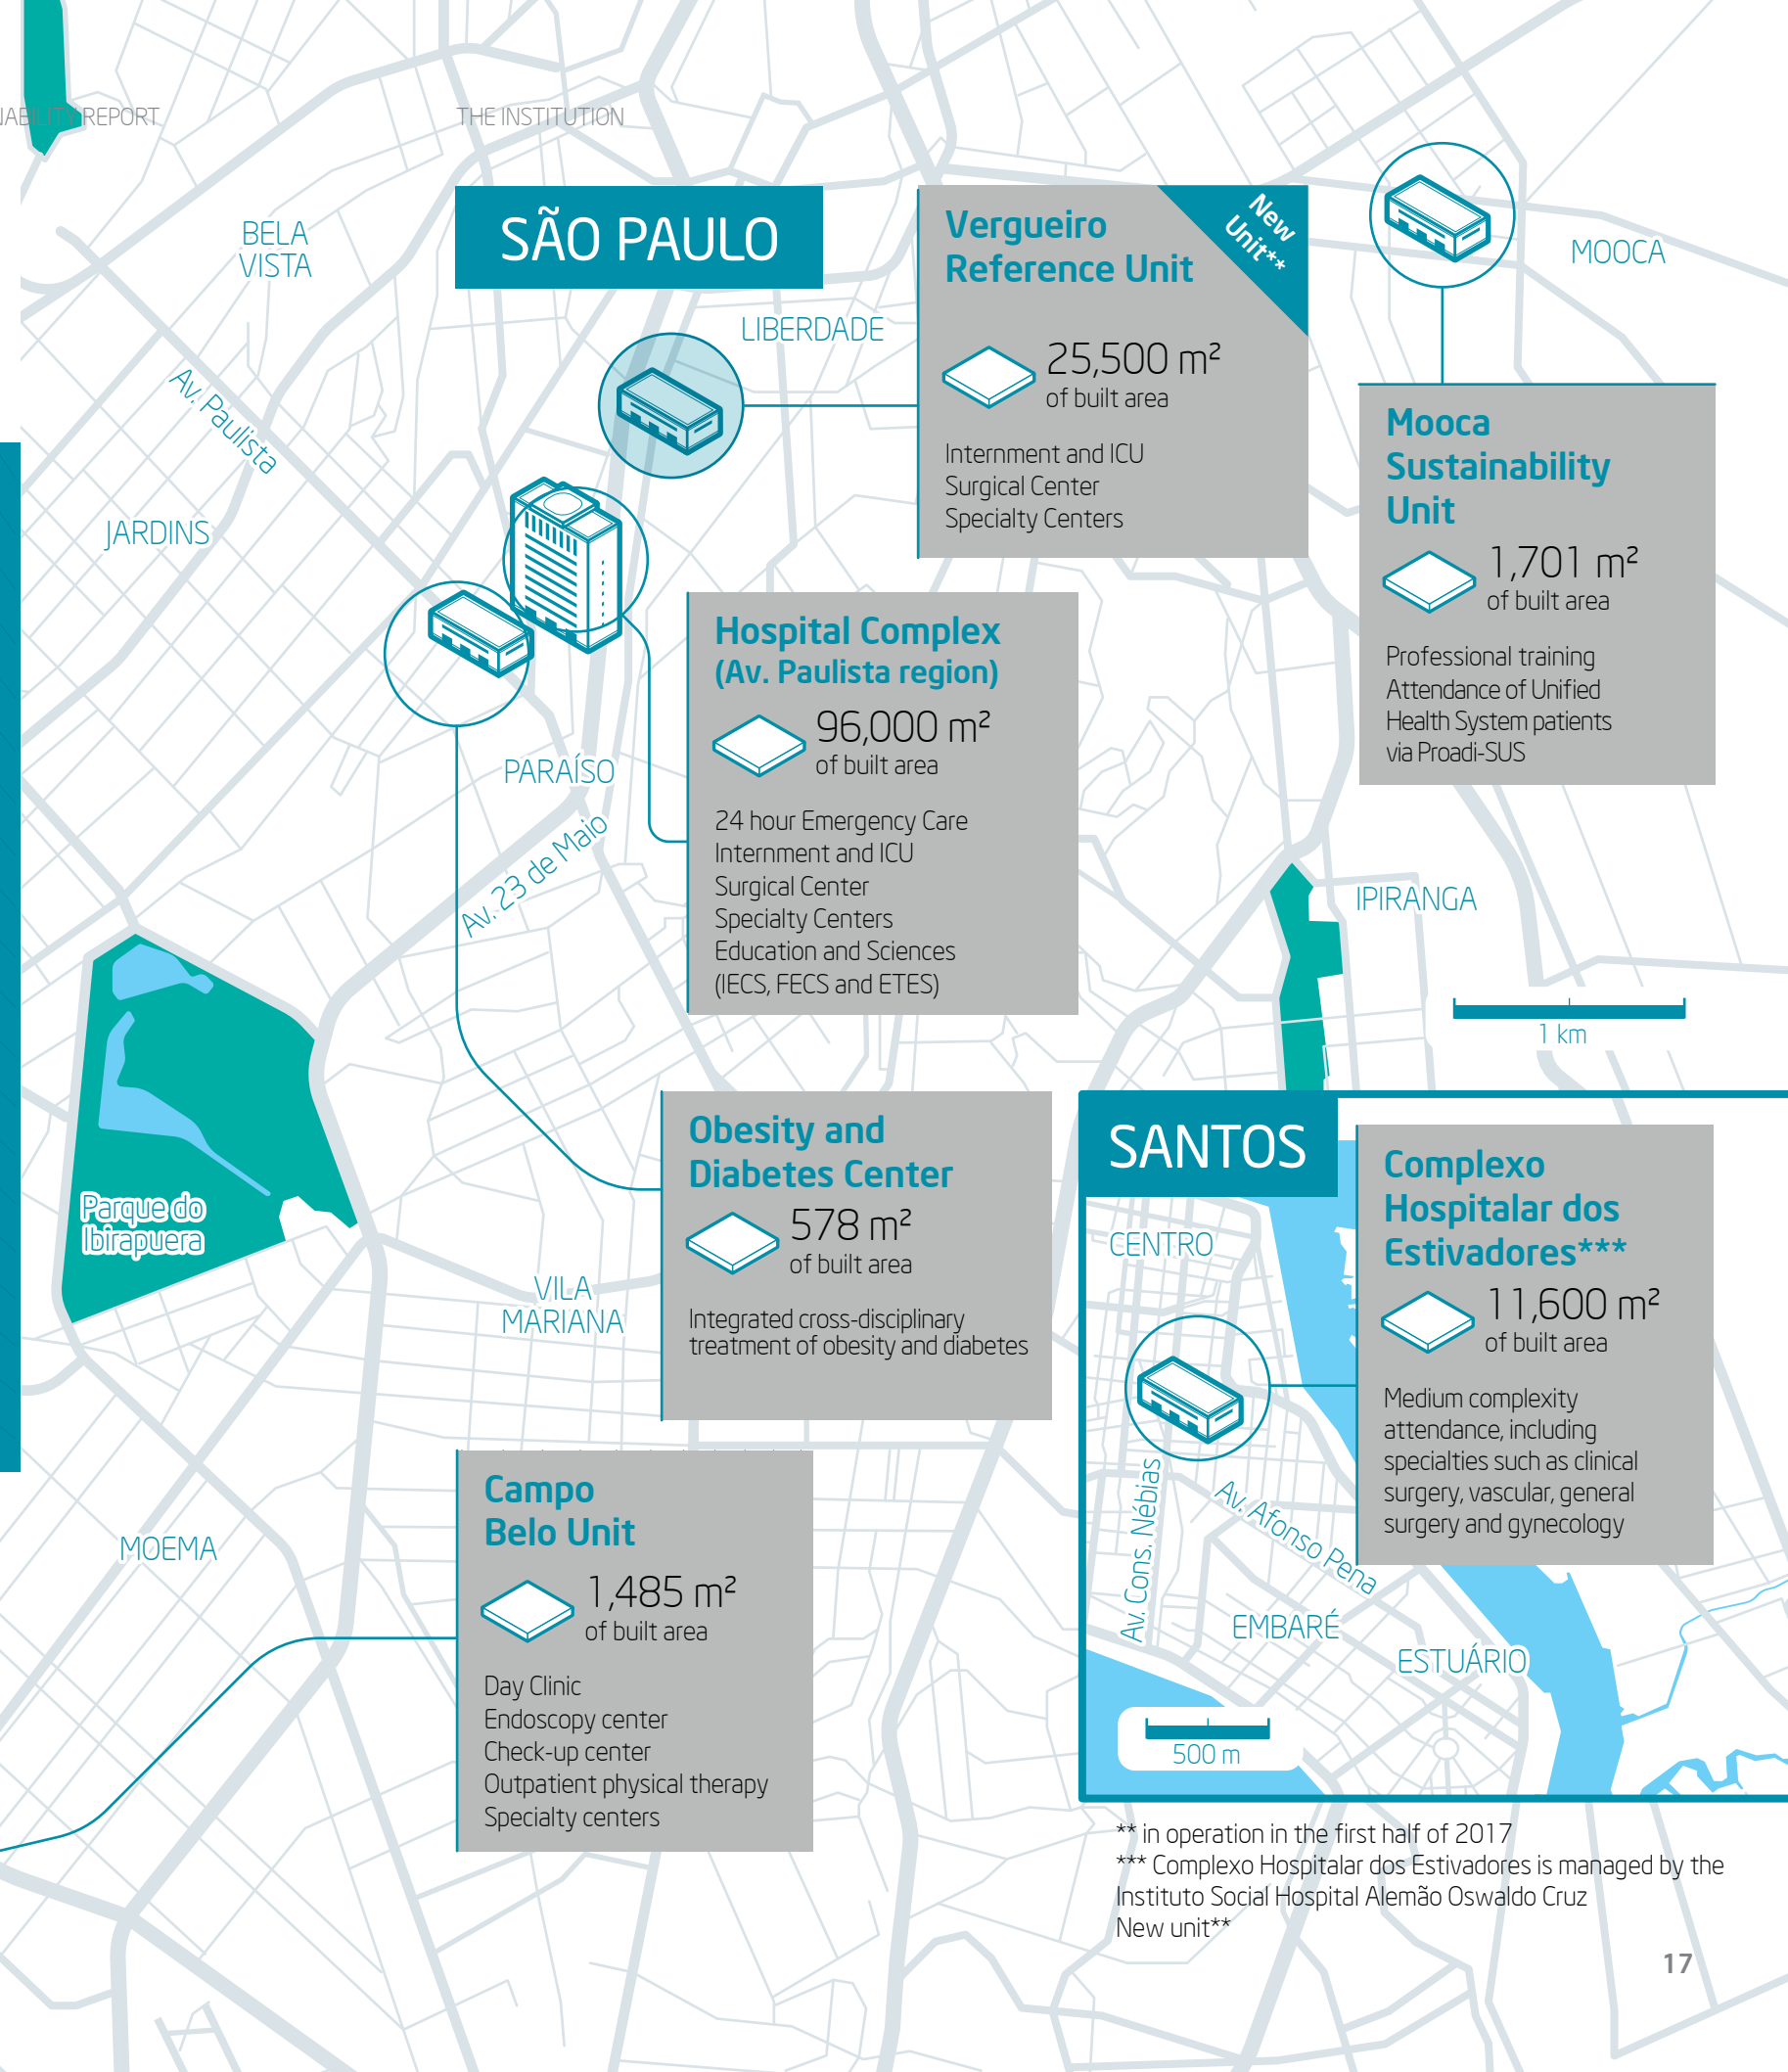 NABILITY REPORT
THE INSTITUTION
SÃO PAULO
BELA
VISTA
LIBERDADE
Av. Paulista
JARDINS
PARAÍSO
Av. 23 de Maio
MOOCA
IPIRANGA
Parque do
Ibirapuera
VILA
MARIANA
MOEMA
Vergueiro
Reference Unit
New
Unit**
25,500 m²
of built area
Internment and ICU
Surgical Center
Specialty Centers
Mooca
Sustainability
Unit
1,701 m²
of built area
Professional training
Attendance of Unified
Health System patients
via Proadi-SUS
Hospital Complex
(Av. Paulista region)
96,000 m²
of built area
24 hour Emergency Care
Internment and ICU
Surgical Center
Specialty Centers
Education and Sciences
(IECS, FECS and ETES)
1 km
Obesity and
Diabetes Center
578 m²
of built area
Integrated cross-disciplinary
treatment of obesity and diabetes
Campo
Belo Unit
1,485 m²
of built area
Day Clinic
Endoscopy center
Check-up center
Outpatient physical therapy
Specialty centers
SANTOS
CENTRO
Av. Cons. Nébias
Av. Afonso Pena
EMBARÉ
ESTUÁRIO
500 m
Complexo
Hospitalar dos
Estivadores***
11,600 m²
of built area
Medium complexity
attendance, including
specialties such as clinical
surgery, vascular, general
surgery and gynecology
** in operation in the first half of 2017
*** Complexo Hospitalar dos Estivadores is managed by the
Instituto Social Hospital Alemão Oswaldo Cruz
New unit**
17